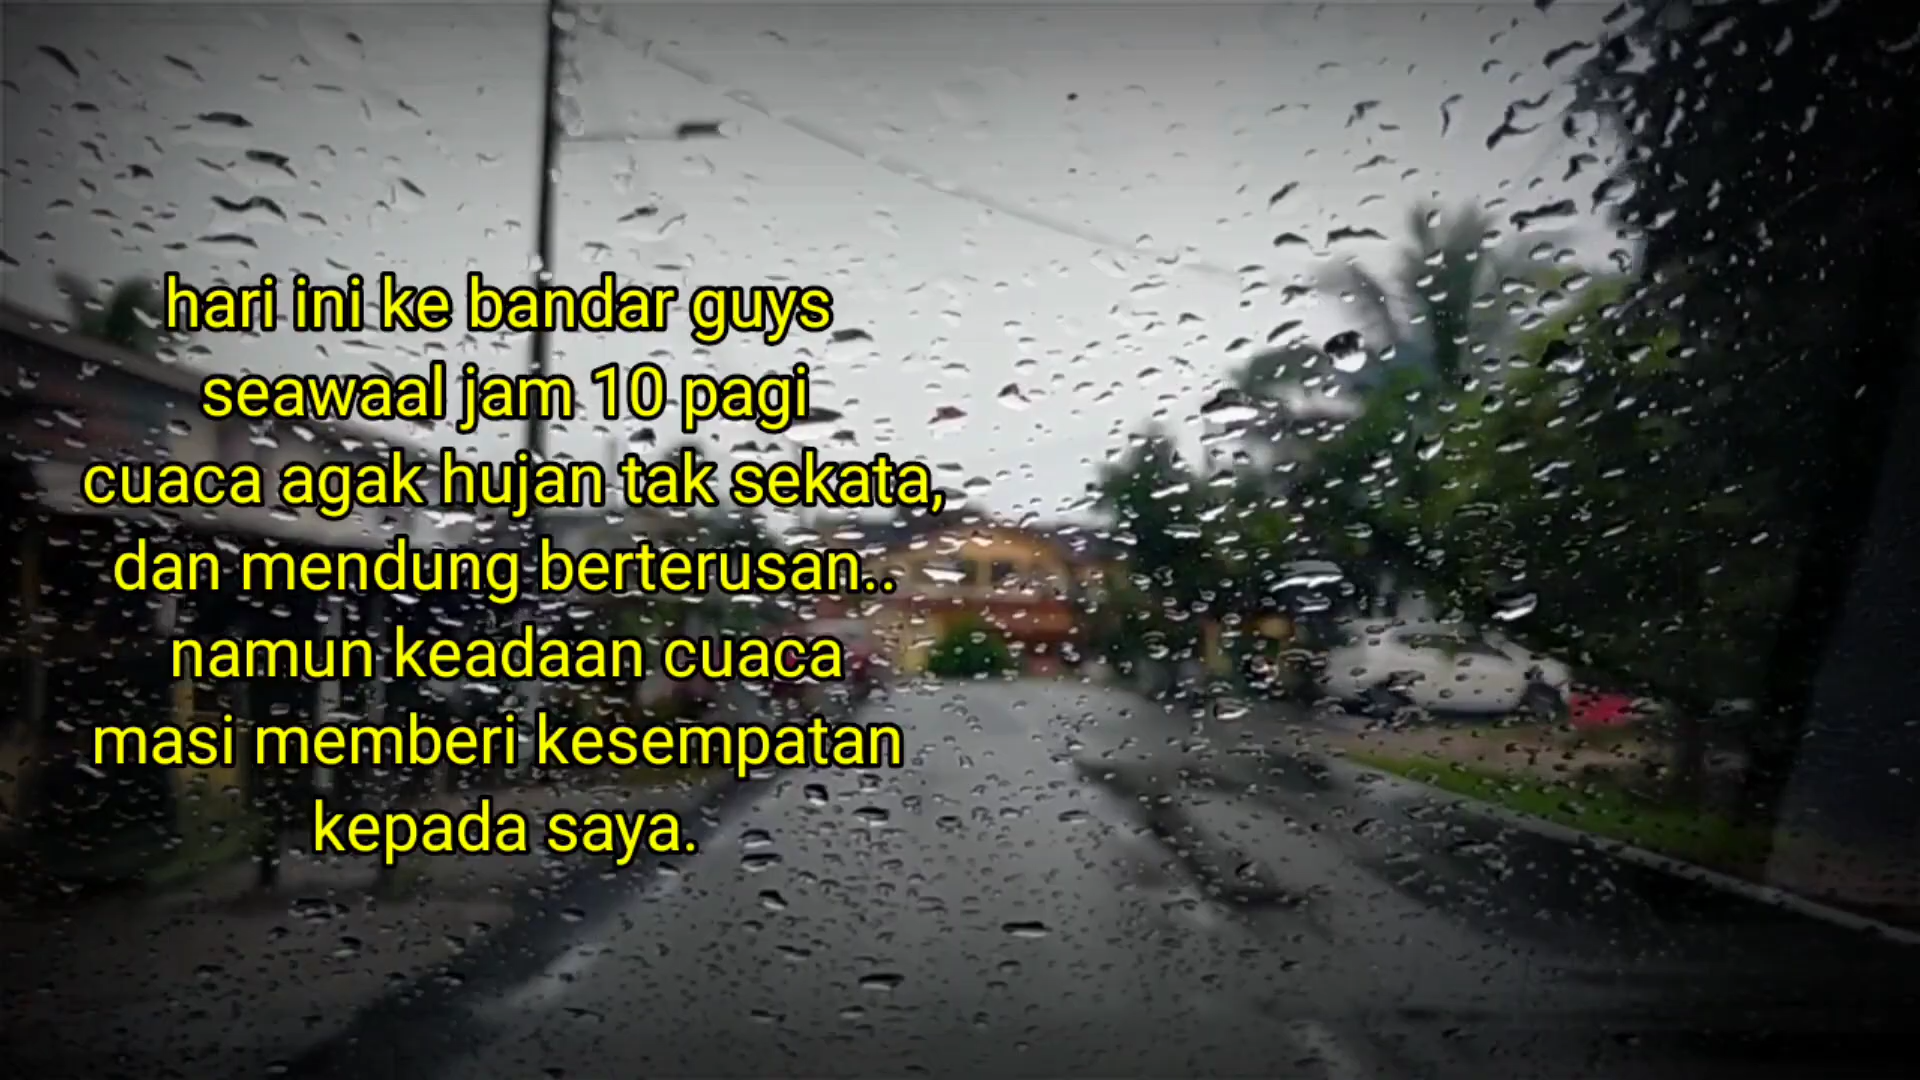 hari ini ke bandar guys
seawaal jam 10 pagi
cuaca agak hujan tak sekata,
dan mendung berterusan..
namun keadaan cuaca
masi memberi kesempatan
kepada saya.